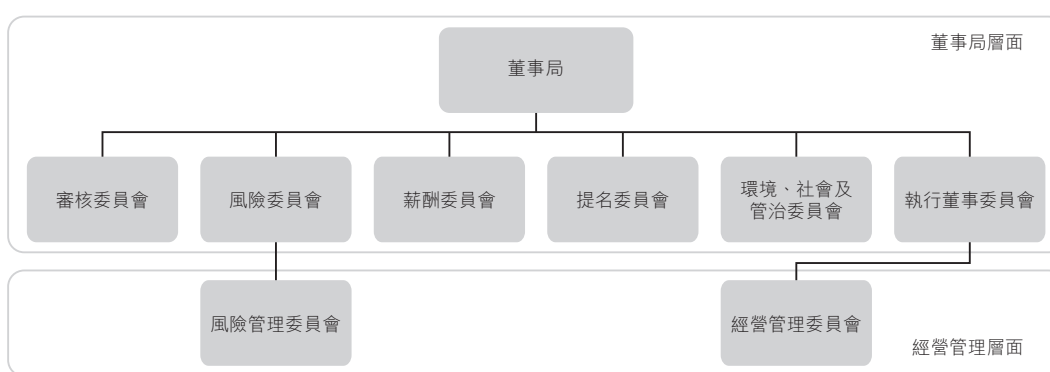 董事局層面
董事局
審核委員會
風險委員會
薪酬委員會
提名委員會
環境、社會及
管治委員會
執行董事委員會
風險管理委員會
經營管理委員會
經營管理層面